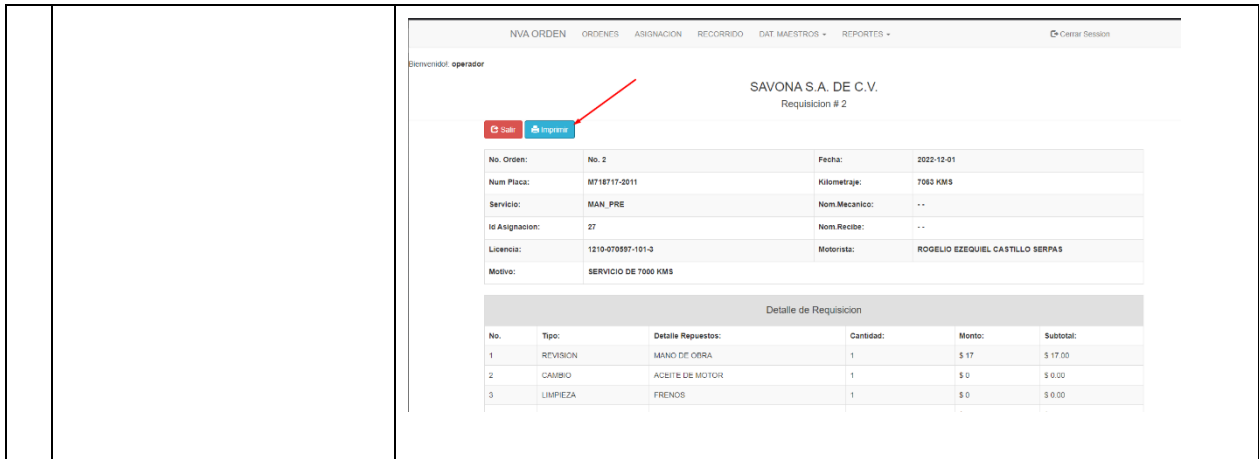 NVA ORDEN ORDENES ASIGNACION RECORRIDO DAT. MAESTROS REPORTES Cerrar Session
Bienvenido!: operador
SAVONA S.A. DE C.V.
Requisicion # 2
Salir Imprimir
No. Orden: No. 2 Fecha: 2022-12-01
Num Placa: M718717-2011 Kilometraje: 7063 KMS
Servicio: MAN_PRE Nom.Mecanico: - -
Id Asignacion: 27 Nom.Recibe: - -
Licencia: 1210-070597-101-3 Motorista: ROGELIO EZEQUIEL CASTILLO SERPAS
Motivo: SERVICIO DE 7000 KMS
Detalle de Requisicion
No. Tipo: Detalle Repuestos: Cantidad: Monto: Subtotal:
1 REVISION MANO DE OBRA 1 $ 17 $ 17.00
2 CAMBIO ACEITE DE MOTOR 1 $ 0 $ 0.00
3 LIMPIEZA FRENOS 1 $ 0 $ 0.00